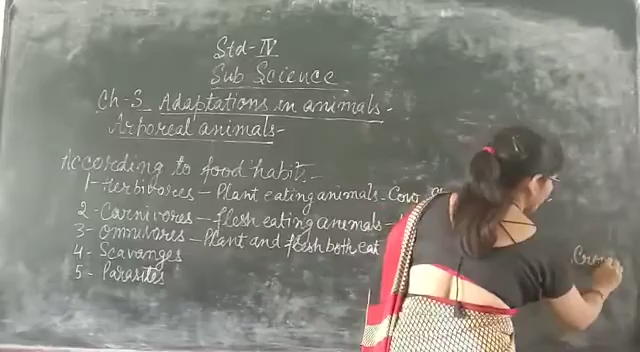 Std-IV
Sub Science
Ch-3 Adaptations in animals-
Arporeal animals-
According to food habit-
1- Herbivores - Plant eating animals - Cow,
2- Carnivores - flesh eating animals -
3- Omnivores - Plant and flesh both eat
4- Scavanges
5- Parasites